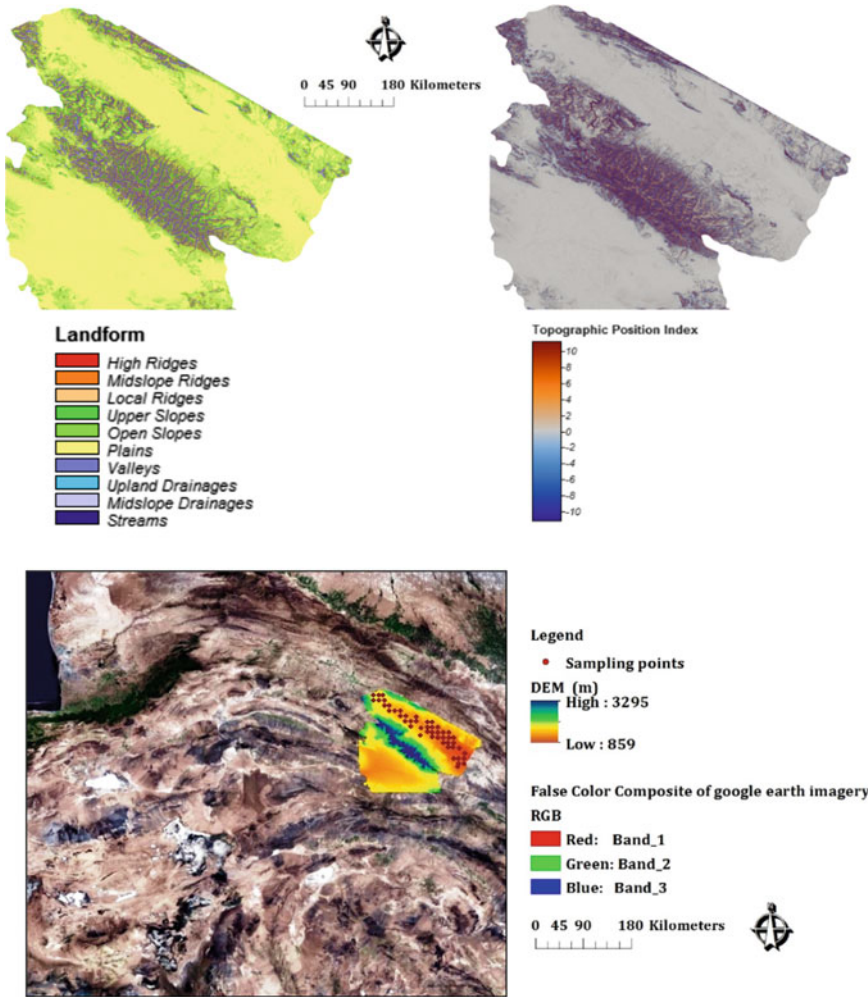 0 45 90 180 Kilometers
Landform
High Ridges
Midslope Ridges
Local Ridges
Upper Slopes
Open Slopes
Plains
Valleys
Upland Drainages
Midslope Drainages
Streams
Topographic Position Index
10
8
6
4
2
0
-2
-4
-6
-8
-10
Legend
Sampling points
DEM (m)
High : 3295
Low : 859
False Color Composite of google earth imagery
RGB
Red: Band_1
Green: Band_2
Blue: Band_3
0 45 90 180 Kilometers